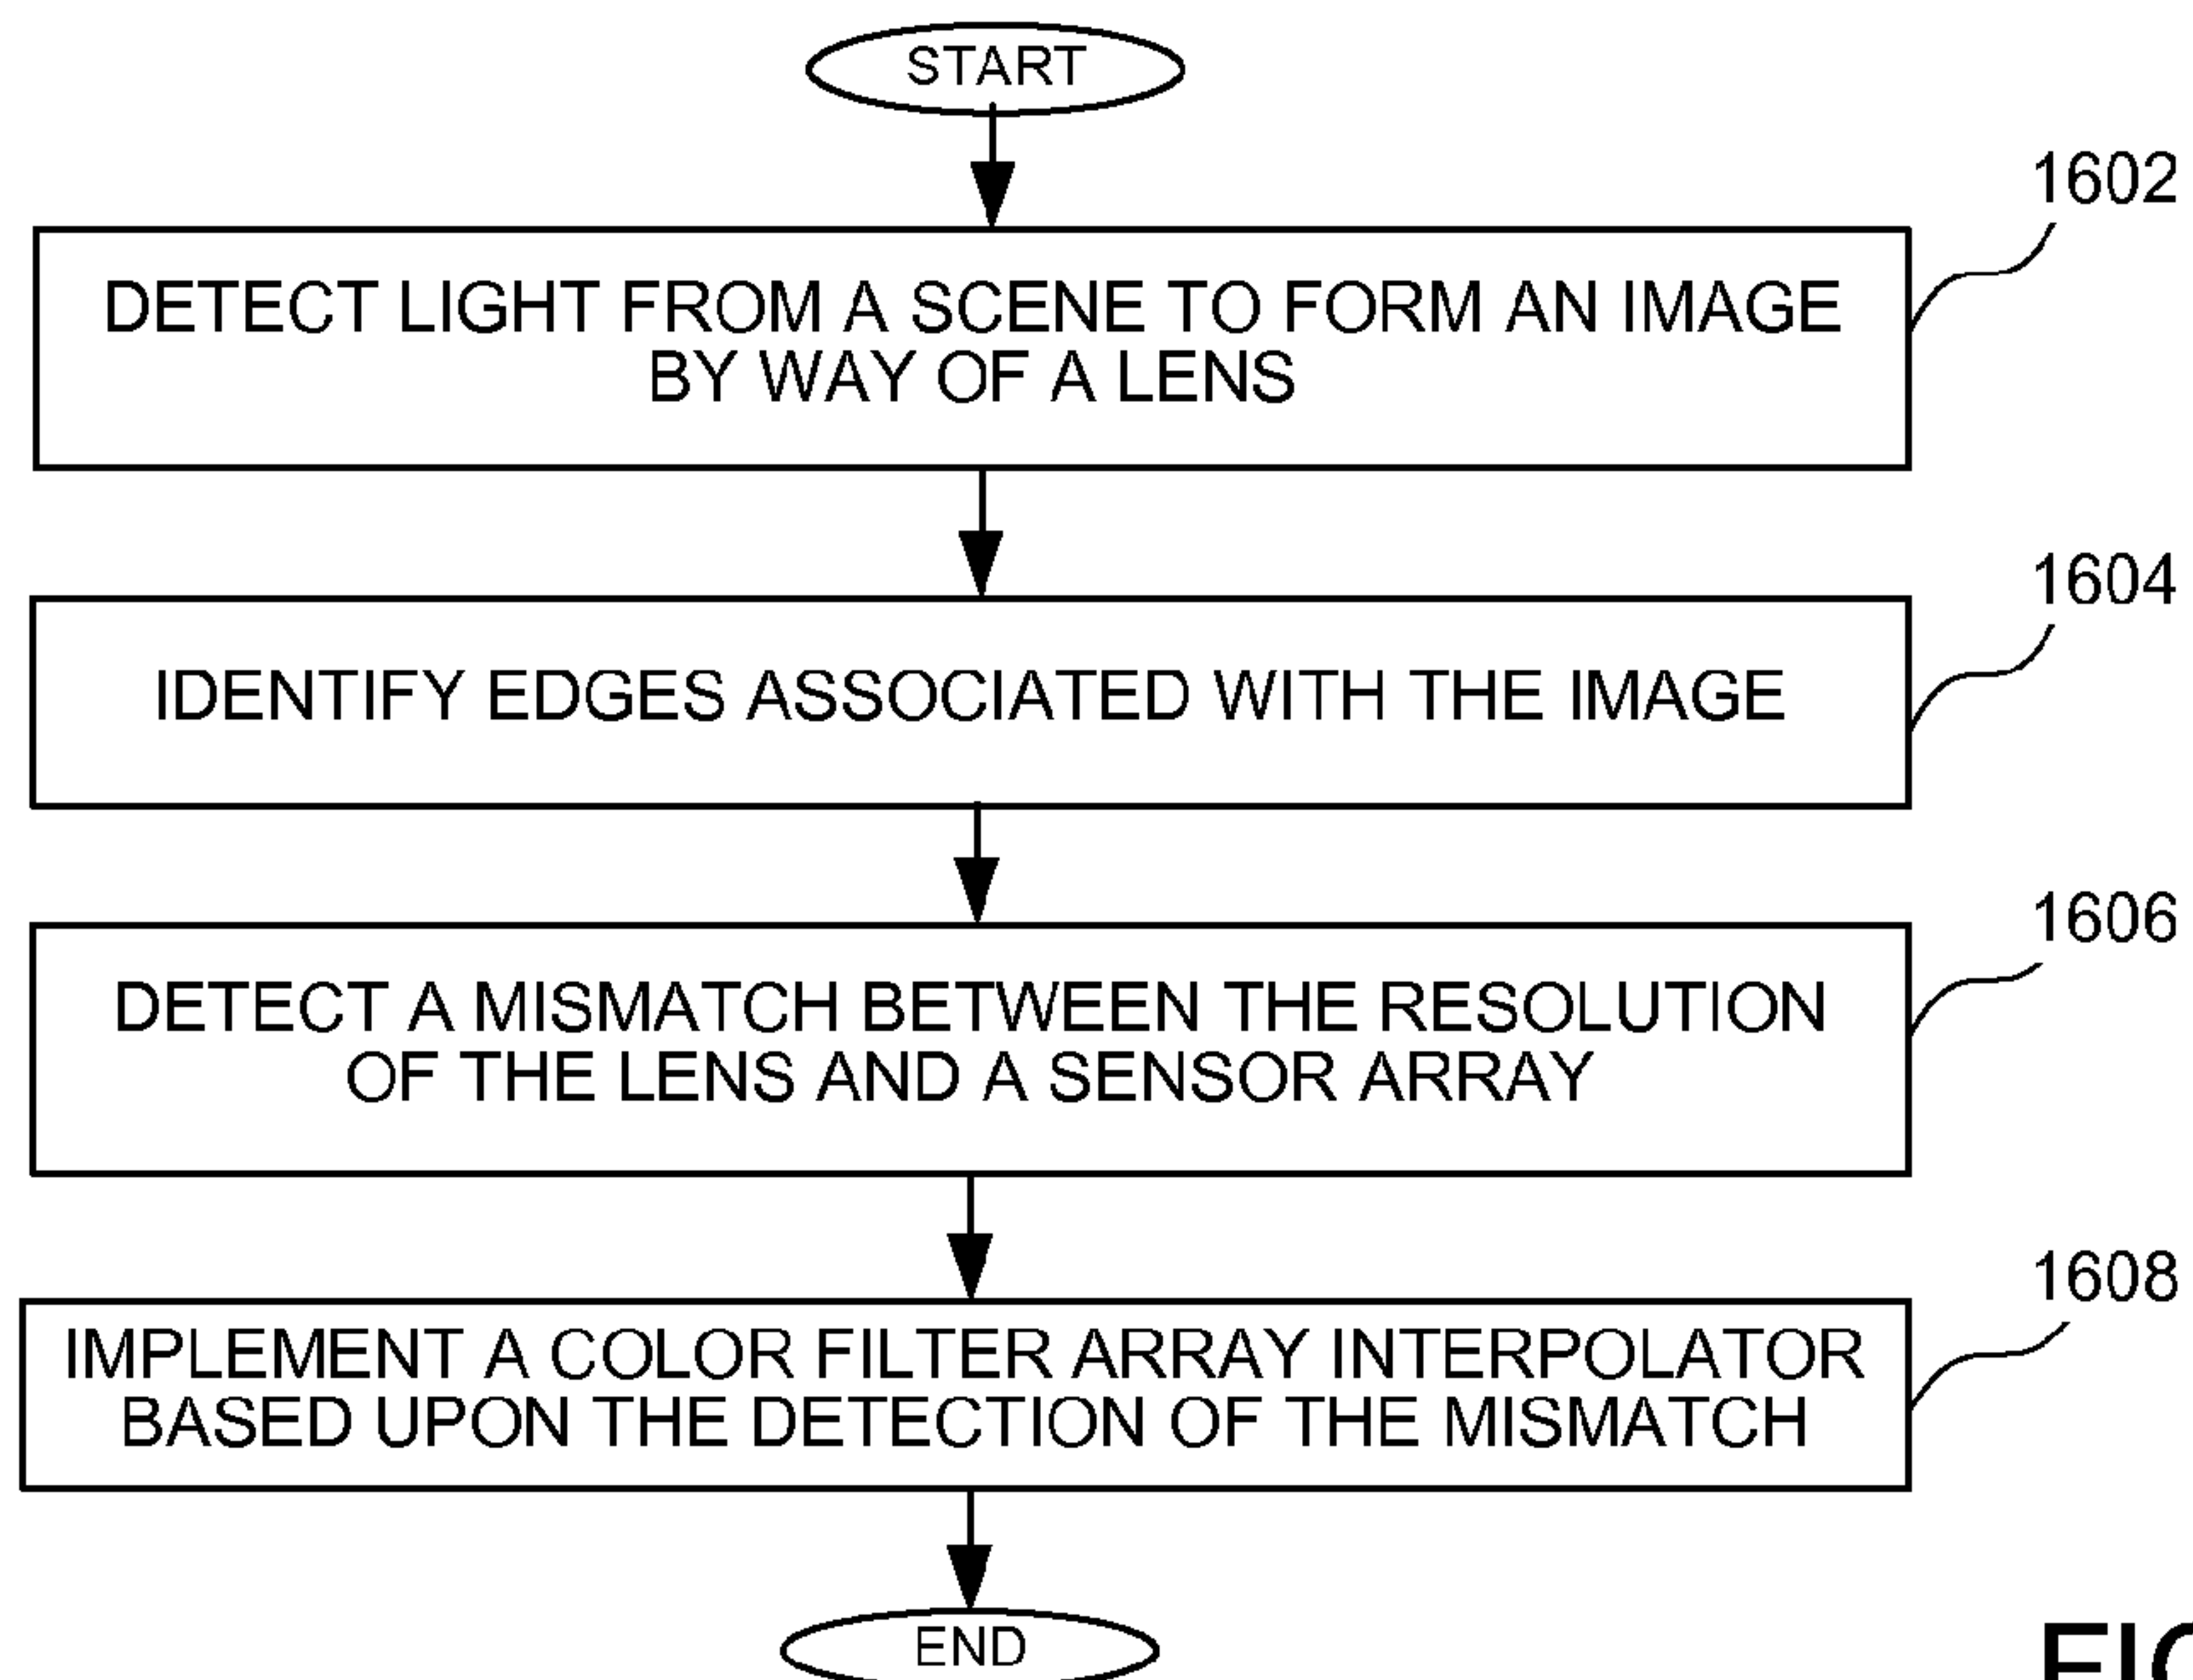 START
1602
DETECT LIGHT FROM A SCENE TO FORM AN IMAGE
BY WAY OF A LENS
1604
IDENTIFY EDGES ASSOCIATED WITH THE IMAGE
1606
DETECT A MISMATCH BETWEEN THE RESOLUTION
OF THE LENS AND A SENSOR ARRAY
1608
IMPLEMENT A COLOR FILTER ARRAY INTERPOLATOR
BASED UPON THE DETECTION OF THE MISMATCH
END